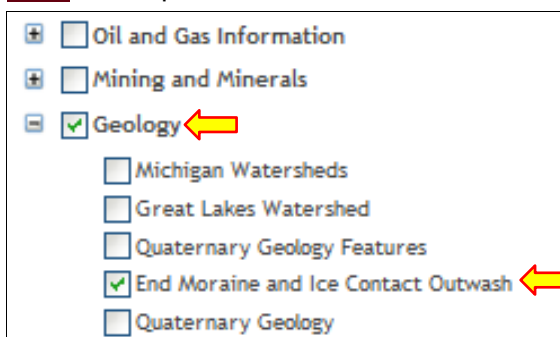 Oil and Gas Information
Mining and Minerals
Geology
Michigan Watersheds
Great Lakes Watershed
Quaternary Geology Features
End Moraine and Ice Contact Outwash
Quaternary Geology